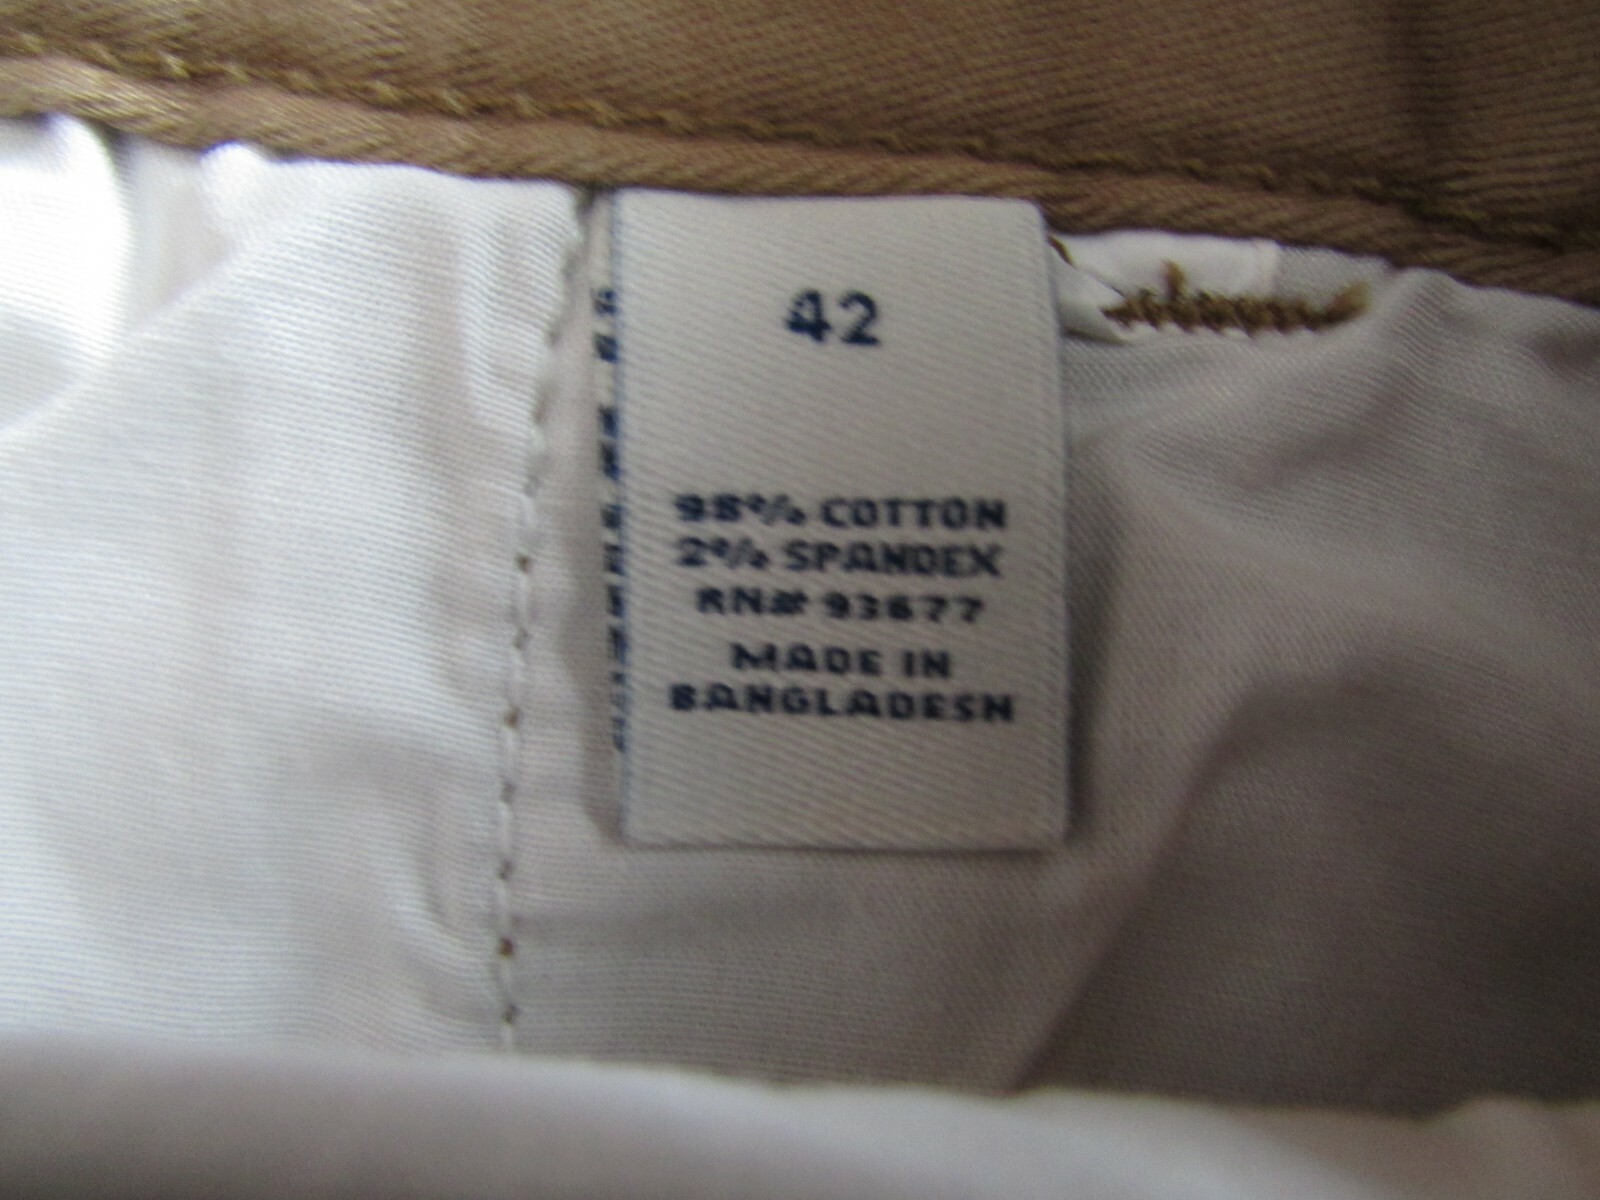 42
98% COTTON
2% SPANDEX
RN# 93677
MADE IN
BANGLADESH